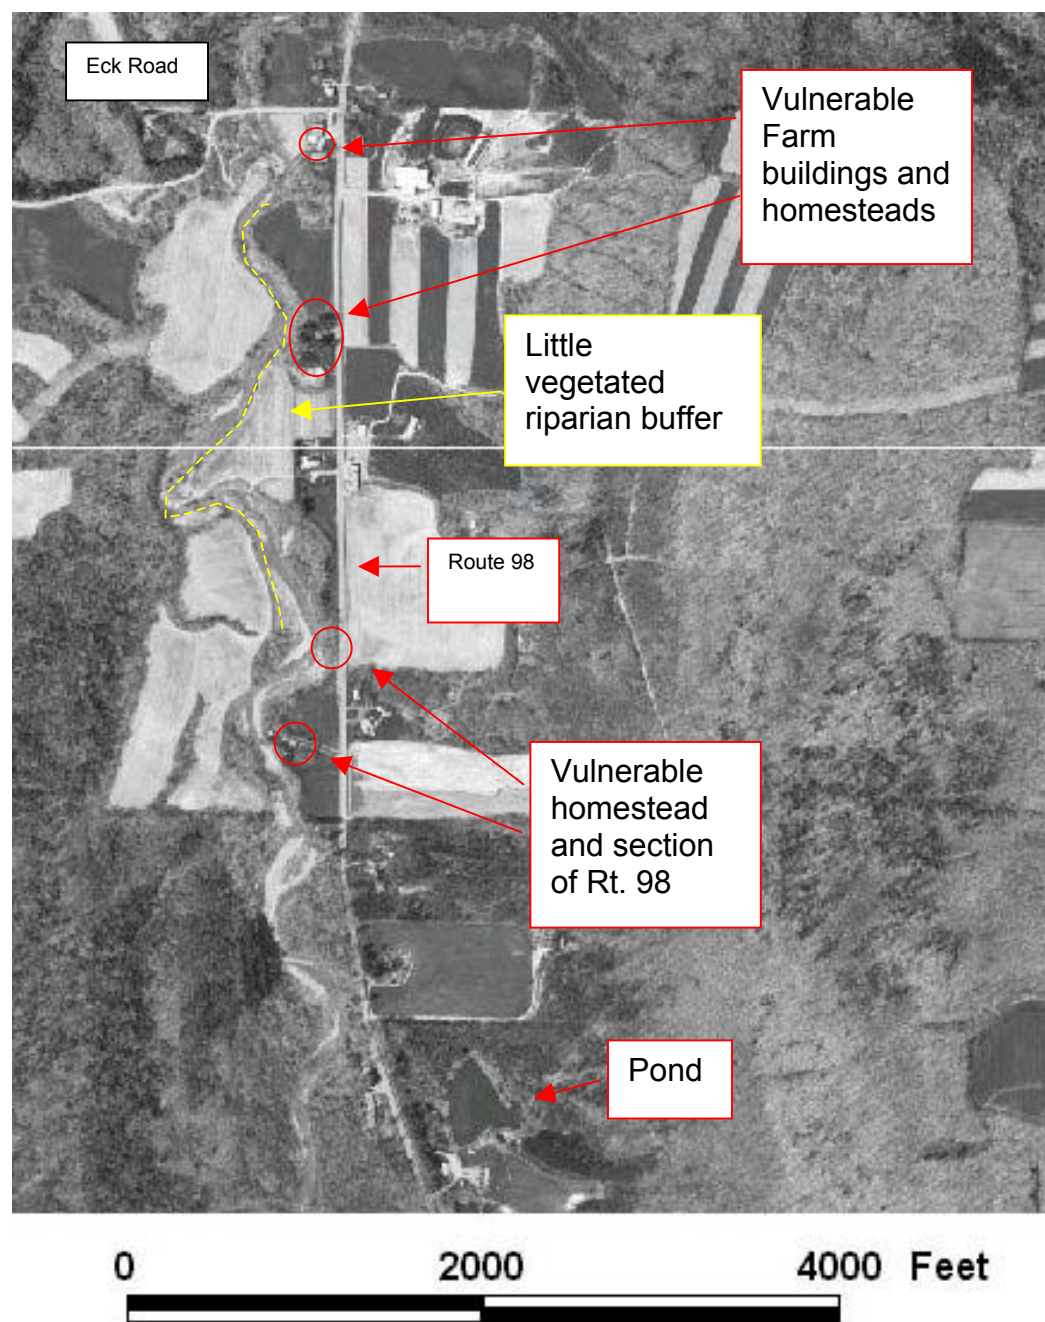 Eck Road
Vulnerable
Farm
buildings and
homesteads
Little
vegetated
riparian buffer
Route 98
Vulnerable
homestead
and section
of Rt. 98
Pond
0 2000 4000 Feet